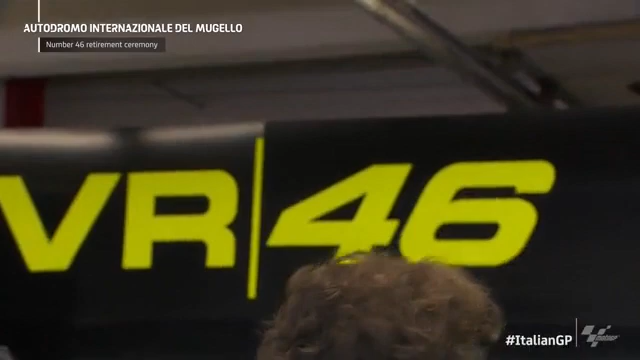 AUTODROMO INTERNAZIONALE DEL MUGELLO
Number 46 retirement ceremony
VR|46
#ItalianGP